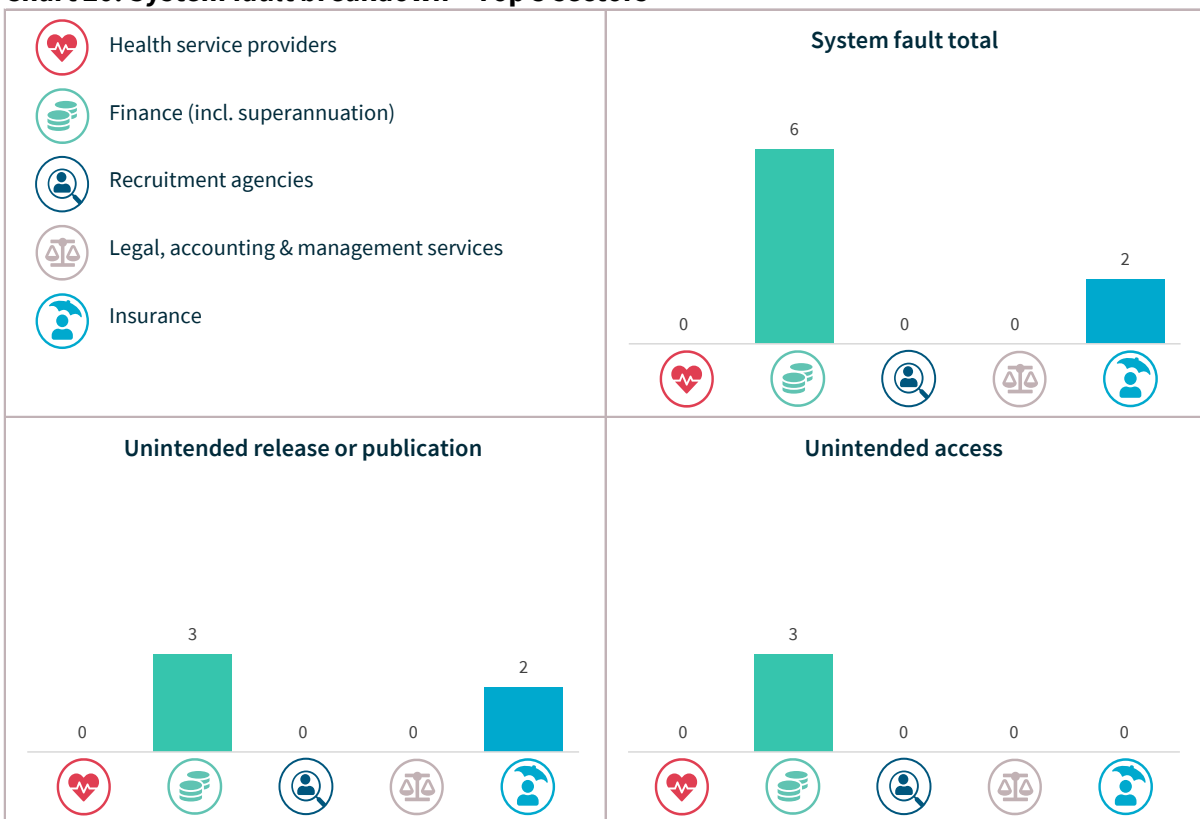 Health service providers
Finance (incl. superannuation)
Recruitment agencies
Legal, accounting & management services
Insurance
System fault total
0
6
0
0
2
Unintended release or publication
0
3
0
0
2
Unintended access
0
3
0
0
0